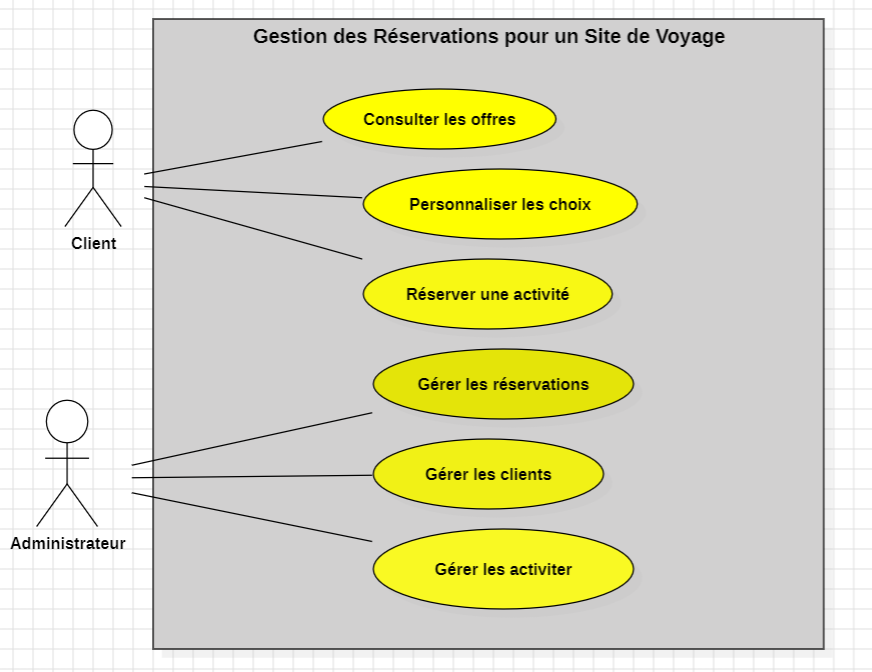 Gestion des Réservations pour un Site de Voyage
Consulter les offres
Personnaliser les choix
Client
Réserver une activité
Gérer les réservations
Gérer les clients
Administrateur
Gérer les activiter